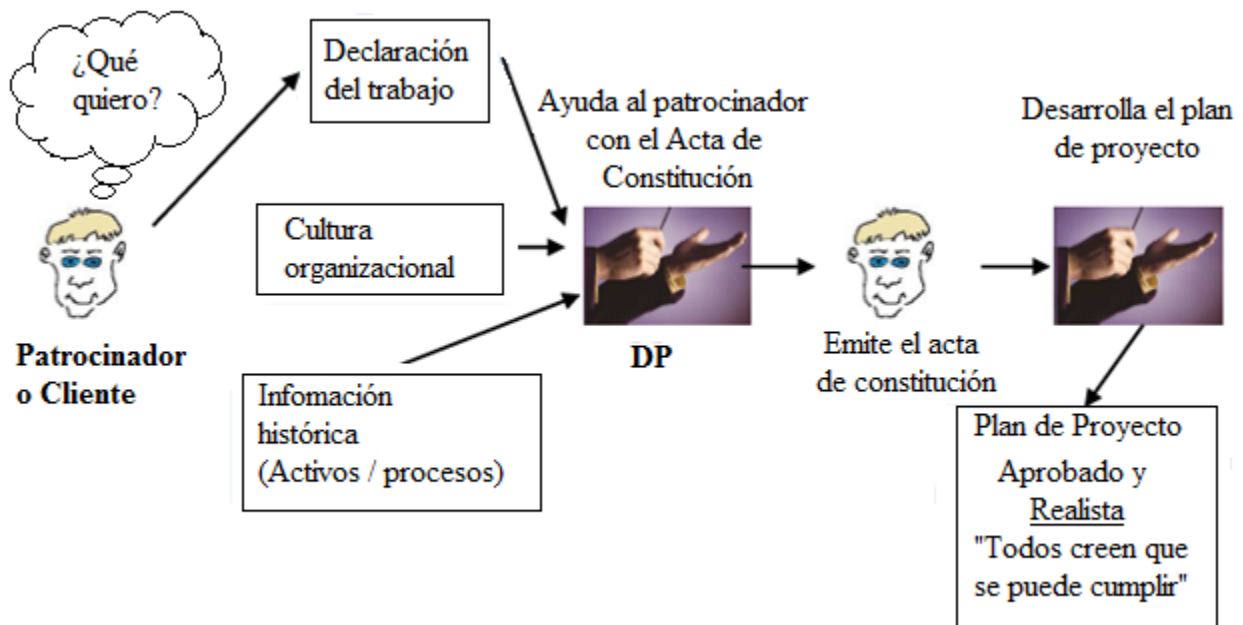 ¿Qué
quiero?
Patrocinador
o Cliente
Declaración
del trabajo
Cultura
organizacional
Infomación
histórica
(Activos / procesos)
Ayuda al patrocinador
con el Acta de
Constitución
DP
Emite el acta
de constitución
Desarrolla el plan
de proyecto
Plan de Proyecto
Aprobado y
Realista
"Todos creen que
se puede cumplir"